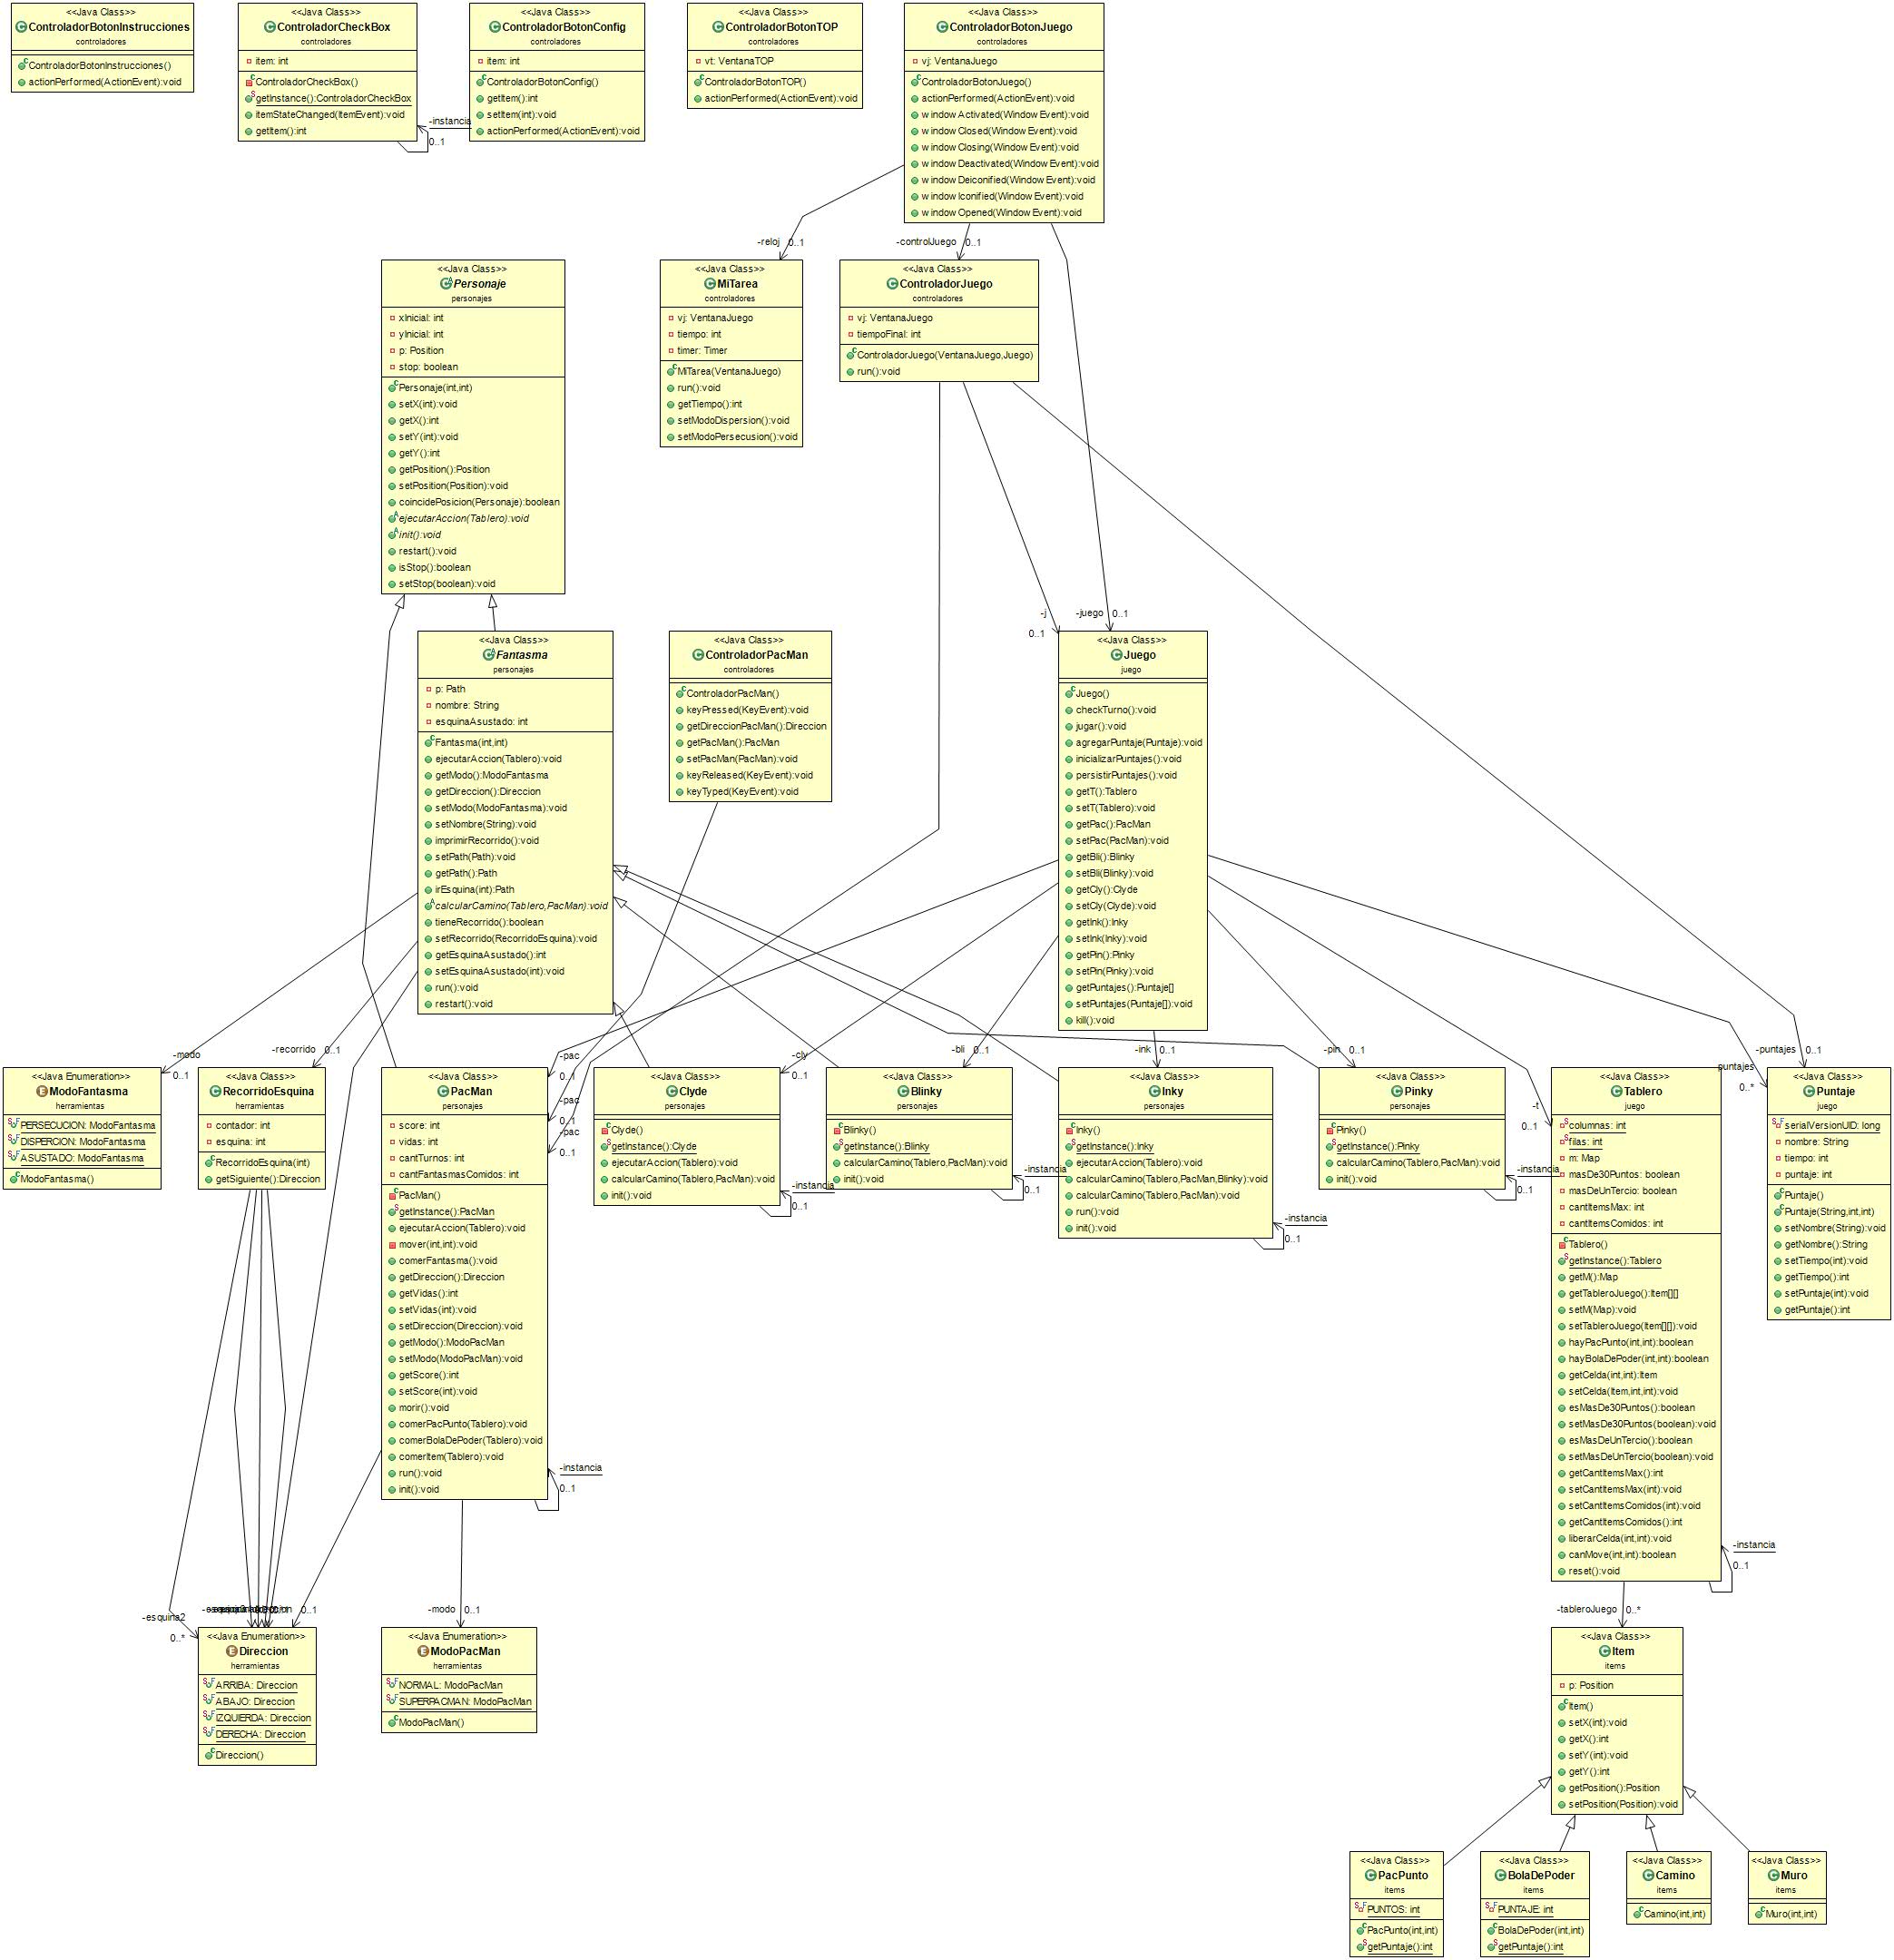 <<Java Class>>
ControladorBotonInstrucciones
controladores
ControladorBotonInstrucciones()
actionPerformed(ActionEvent):void
<<Java Class>>
ControladorCheckBox
controladores
item: int
ControladorCheckBox()
getInstance():ControladorCheckBox
itemStateChanged(ItemEvent):void
getItem():int
-instancia
0..1
<<Java Class>>
ControladorBotonConfig
controladores
item: int
ControladorBotonConfig()
getItem():int
setItem(int):void
actionPerformed(ActionEvent):void
<<Java Class>>
ControladorBotonTOP
controladores
vt: VentanaTOP
ControladorBotonTOP()
actionPerformed(ActionEvent):void
<<Java Class>>
ControladorBotonJuego
controladores
vj: VentanaJuego
ControladorBotonJuego()
actionPerformed(ActionEvent):void
windowActivated(WindowEvent):void
windowClosed(WindowEvent):void
windowClosing(WindowEvent):void
windowDeactivated(WindowEvent):void
windowDeiconified(WindowEvent):void
windowIconified(WindowEvent):void
windowOpened(WindowEvent):void
-reloj 0..1
-controlJuego 0..1
<<Java Class>>
Personaje
personajes
xInicial: int
yInicial: int
p: Position
stop: boolean
Personaje(int,int)
setX(int):void
getX():int
setY(int):void
getY():int
getPosition():Position
setPosition(Position):void
coincidePosicion(Personaje):boolean
ejecutarAccion(Tablero):void
init():void
restart():void
isStop():boolean
setStop(boolean):void
<<Java Class>>
MiTarea
controladores
vj: VentanaJuego
tiempo: int
timer: Timer
MiTarea(VentanaJuego)
run():void
getTiempo():int
setModoDispersion():void
setModoPersecusion():void
<<Java Class>>
ControladorJuego
controladores
vj: VentanaJuego
tiempoFinal: int
ControladorJuego(VentanaJuego,Juego)
run():void
-j
0..1
-juego 0..1
<<Java Class>>
Fantasma
personajes
p: Path
nombre: String
esquinaAsustado: int
Fantasma(int,int)
ejecutarAccion(Tablero):void
getModo():ModoFantasma
getDireccion():Direccion
setModo(ModoFantasma):void
setNombre(String):void
imprimirRecorrido():void
setPath(Path):void
getPath():Path
irEsquina(int):Path
calcularCamino(Tablero,PacMan):void
tieneRecorrido():boolean
setRecorrido(RecorridoEsquina):void
getEsquinaAsustado():int
setEsquinaAsustado(int):void
run():void
restart():void
<<Java Class>>
ControladorPacMan
controladores
ControladorPacMan()
keyPressed(KeyEvent):void
getDireccionPacMan():Direccion
getPacMan():PacMan
setPacMan(PacMan):void
keyReleased(KeyEvent):void
keyTyped(KeyEvent):void
<<Java Class>>
Juego
juego
Juego()
checkTurno():void
jugar():void
agregarPuntaje(Puntaje):void
inicializarPuntajes():void
persistirPuntajes():void
getT():Tablero
setT(Tablero):void
getPac():PacMan
setPac(PacMan):void
getBli():Blinky
setBli(Blinky):void
getCly():Clyde
setCly(Clyde):void
getInk():Inky
setInk(Inky):void
getPin():Pinky
setPin(Pinky):void
getPuntajes():Puntaje[]
setPuntajes(Puntaje[]):void
kill():void
-modo
0..1
-recorrido 0..1
-pac
0..1
-pac
0..1
-pac
0..1
-cly
0..1
-bli 0..1
-ink 0..1
-pin 0..1
-t
0..1
-puntajes 0..1
puntajes
0..*
<<Java Enumeration>>
ModoFantasma
herramientas
PERSECUCION: ModoFantasma
DISPERCION: ModoFantasma
ASUSTADO: ModoFantasma
ModoFantasma()
<<Java Class>>
RecorridoEsquina
herramientas
contador: int
esquina: int
RecorridoEsquina(int)
getSiguiente():Direccion
<<Java Class>>
PacMan
personajes
score: int
vidas: int
cantTurnos: int
cantFantasmasComidos: int
PacMan()
getInstance():PacMan
ejecutarAccion(Tablero):void
mover(int,int):void
comerFantasma():void
getDireccion():Direccion
getVidas():int
setVidas(int):void
setDireccion(Direccion):void
getModo():ModoPacMan
setModo(ModoPacMan):void
getScore():int
setScore(int):void
morir():void
comerPacPunto(Tablero):void
comerBolaDePoder(Tablero):void
comerItem(Tablero):void
run():void
init():void
-instancia
0..1
<<Java Class>>
Clyde
personajes
Clyde()
getInstance():Clyde
ejecutarAccion(Tablero):void
calcularCamino(Tablero,PacMan):void
init():void
-instancia
0..1
<<Java Class>>
Blinky
personajes
Blinky()
getInstance():Blinky
calcularCamino(Tablero,PacMan):void
init():void
-instancia
0..1
<<Java Class>>
Inky
personajes
Inky()
getInstance():Inky
ejecutarAccion(Tablero):void
calcularCamino(Tablero,PacMan,Blinky):void
calcularCamino(Tablero,PacMan):void
run():void
init():void
-instancia
0..1
<<Java Class>>
Pinky
personajes
Pinky()
getInstance():Pinky
calcularCamino(Tablero,PacMan):void
init():void
-instancia
0..1
<<Java Class>>
Tablero
juego
columnas: int
filas: int
m: Map
masDe30Puntos: boolean
masDeUnTercio: boolean
cantItemsMax: int
cantItemsComidos: int
Tablero()
getInstance():Tablero
getM():Map
getTableroJuego():Item[][]
setM(Map):void
setTableroJuego(Item[][]):void
hayPacPunto(int,int):boolean
hayBolaDePoder(int,int):boolean
getCelda(int,int):Item
setCelda(Item,int,int):void
esMasDe30Puntos():boolean
setMasDe30Puntos(boolean):void
esMasDeUnTercio():boolean
setMasDeUnTercio(boolean):void
getCantItemsMax():int
setCantItemsMax(int):void
setCantItemsComidos(int):void
getCantItemsComidos():int
liberarCelda(int,int):void
canMove(int,int):boolean
reset():void
-instancia
0..1
<<Java Class>>
Puntaje
juego
serialVersionUID: long
nombre: String
tiempo: int
puntaje: int
Puntaje()
Puntaje(String,int,int)
setNombre(String):void
getNombre():String
setTiempo(int):void
getTiempo():int
setPuntaje(int):void
getPuntaje():int
-esquina2
0..*
0..1
-modo 0..1
-tableroJuego 0..*
<<Java Enumeration>>
Direccion
herramientas
ARRIBA: Direccion
ABAJO: Direccion
IZQUIERDA: Direccion
DERECHA: Direccion
Direccion()
<<Java Enumeration>>
ModoPacMan
herramientas
NORMAL: ModoPacMan
SUPERPACMAN: ModoPacMan
ModoPacMan()
<<Java Class>>
Item
items
p: Position
Item()
setX(int):void
getX():int
setY(int):void
getY():int
getPosition():Position
setPosition(Position):void
<<Java Class>>
PacPunto
items
PUNTOS: int
PacPunto(int,int)
getPuntaje():int
<<Java Class>>
BolaDePoder
items
PUNTAJE: int
BolaDePoder(int,int)
getPuntaje():int
<<Java Class>>
Camino
items
Camino(int,int)
<<Java Class>>
Muro
items
Muro(int,int)